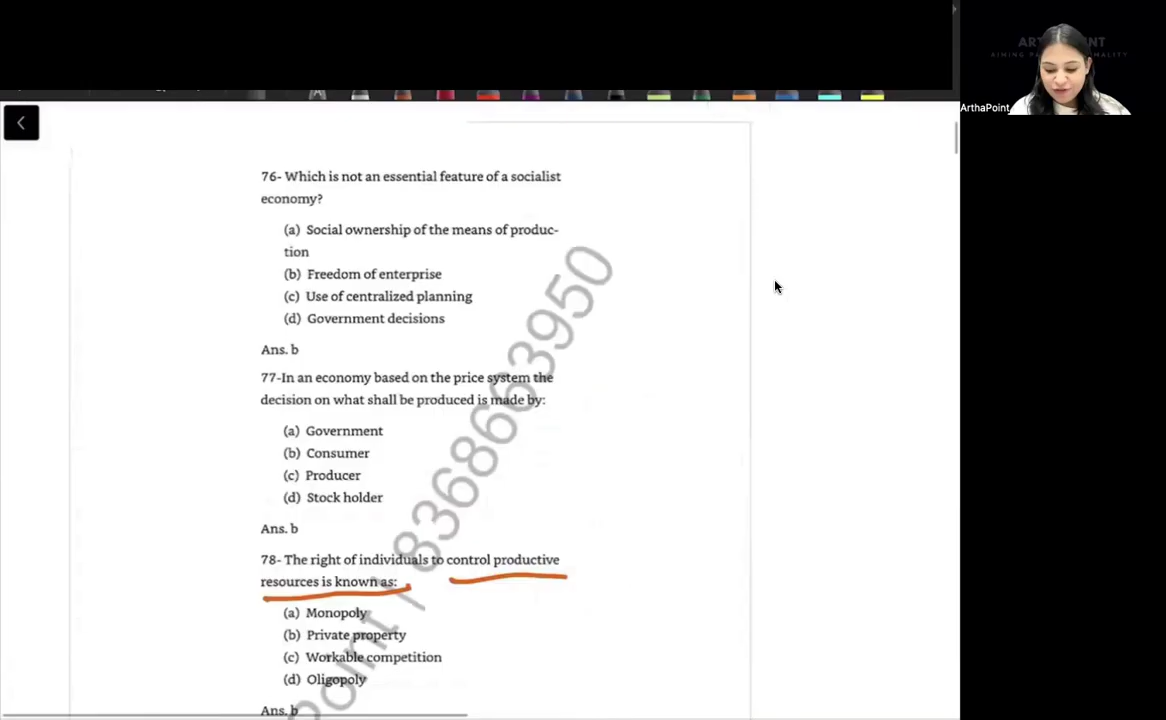 ARTHAPOINT
ArthaPoint
76- Which is not an essential feature of a socialist
economy?
(a) Social ownership of the means of produc-
tion
(b) Freedom of enterprise
(c) Use of centralized planning
(d) Government decisions
Ans. b
77-In an economy based on the price system the
decision on what shall be produced is made by:
(a) Government
(b) Consumer
(c) Producer
(d) Stock holder
Ans. b
78- The right of individuals to control productive
resources is known as:
(a) Monopoly
(b) Private property
(c) Workable competition
(d) Oligopoly
Ans. b
Point | 8368663950